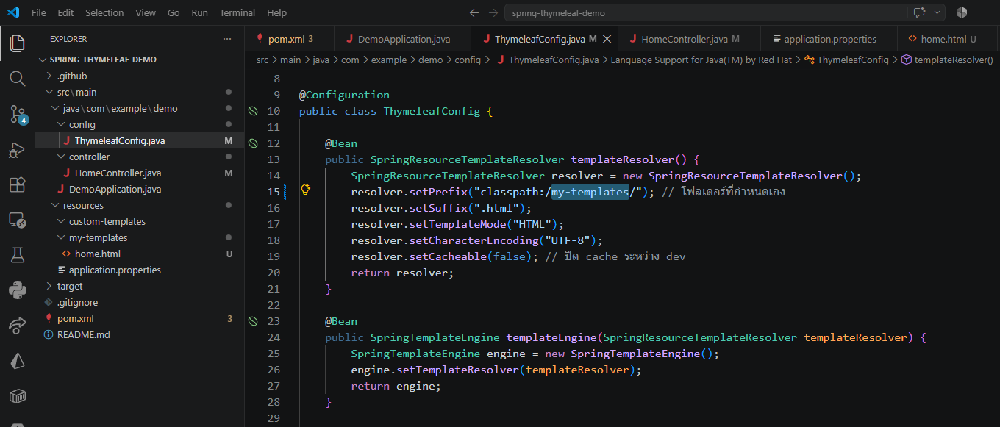 File Edit Selection View Go Run Terminal Help
spring-thymeleaf-demo
EXPLORER
SPRING-THYMELEAF-DEMO
.github
src\main
java\com\example\demo
config
ThymeleafConfig.java M
controller
HomeController.java M
DemoApplication.java
resources
custom-templates
my-templates
home.html U
application.properties
target
.gitignore
pom.xml 3
README.md
4
pom.xml 3 DemoApplication.java ThymeleafConfig.java M HomeController.java M application.properties home.html U
src > main > java > com > example > demo > config > ThymeleafConfig.java > Language Support for Java(TM) by Red Hat > ThymeleafConfig > templateResolver()
8
9 @Configuration
10 public class ThymeleafConfig {
11
12 @Bean
13 public SpringResourceTemplateResolver templateResolver() {
14 SpringResourceTemplateResolver resolver = new SpringResourceTemplateResolver();
15 resolver.setPrefix("classpath:/my-templates/"); // โฟลเดอร์ที่กำหนดเอง
16 resolver.setSuffix(".html");
17 resolver.setTemplateMode("HTML");
18 resolver.setCharacterEncoding("UTF-8");
19 resolver.setCacheable(false); // ปิด cache ระหว่าง dev
20 return resolver;
21 }
22
23 @Bean
24 public SpringTemplateEngine templateEngine(SpringResourceTemplateResolver templateResolver) {
25 SpringTemplateEngine engine = new SpringTemplateEngine();
26 engine.setTemplateResolver(templateResolver);
27 return engine;
28 }
29